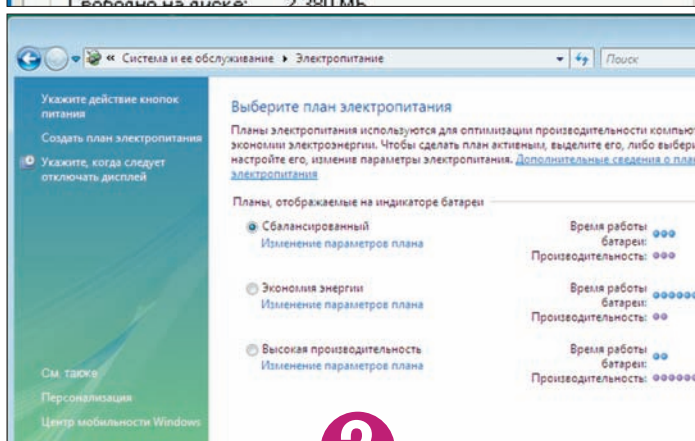 Свободно на диске: 2 380 МБ
« Система и ее обслуживание ▸ Электропитание
Поиск
Укажите действие кнопок
питания
Создать план электропитания
Укажите, когда следует
отключать дисплей
См. также
Персонализация
Центр мобильности Windows
Выберите план электропитания
Планы электропитания используются для оптимизации производительности компью
экономии электроэнергии. Чтобы сделать план активным, выделите его, либо выбери
настройте его, изменив параметры электропитания. Дополнительные сведения о план
электропитания
Планы, отображаемые на индикаторе батареи
Сбалансированный
Изменение параметров плана
Время работы
батареи:
Производительность:
Экономия энергии
Изменение параметров плана
Время работы
батареи:
Производительность:
Высокая производительность
Изменение параметров плана
Время работы
батареи:
Производительность: